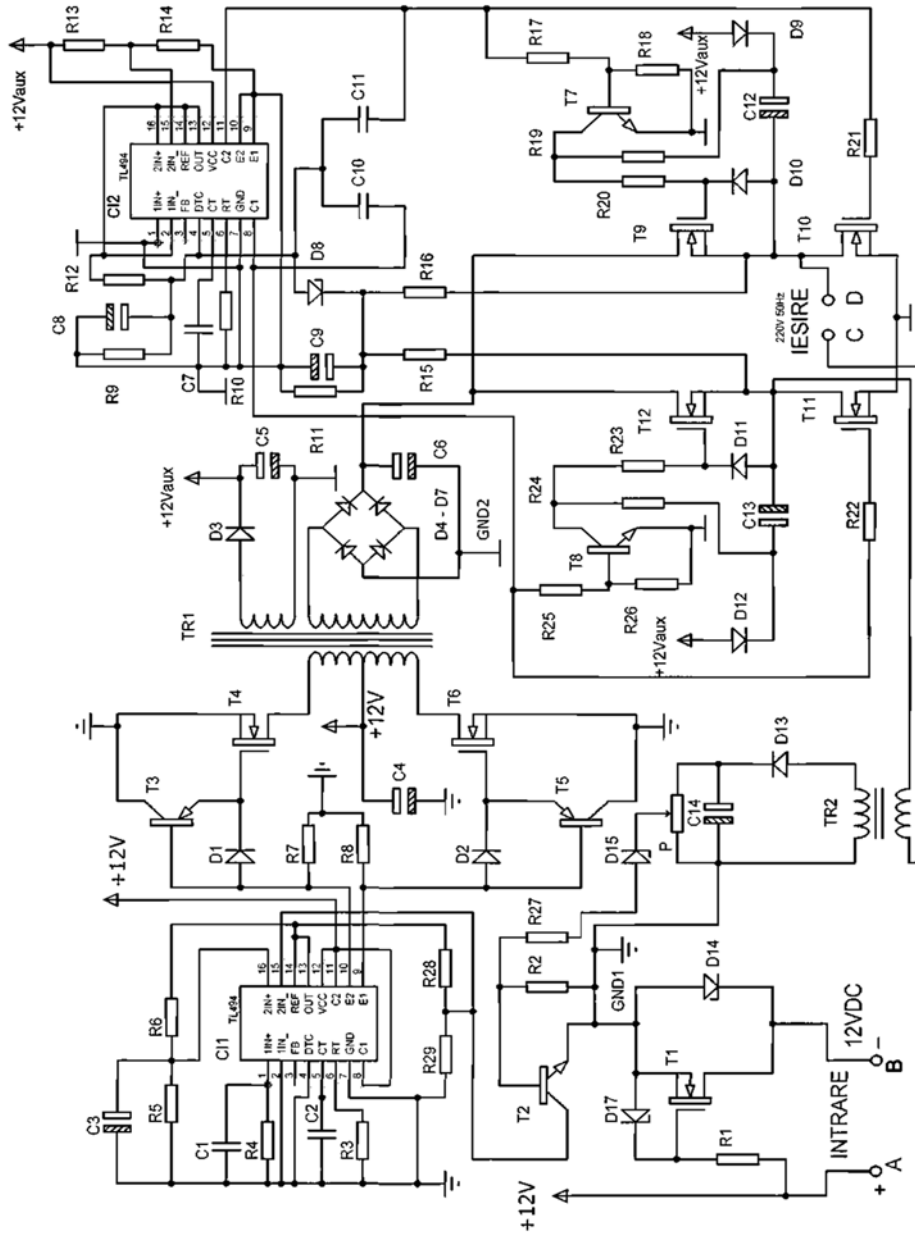 +12Vaux
R13
R14
CI2
TL494
1 1IN+ 2IN+ 16
2 1IN_ 2IN_ 15
3 FB REF 14
4 DTC OUT 13
5 CT VCC 12
6 RT C2 11
7 GND E2 10
8 C1 E1 9
R12
C8
R9
C7
R10
C9
D8
C10
C11
R16
R15
R17
T7
R18
+12Vaux
D9
R19
R20
C12
D10
T9
R21
T10
220V 50Hz
IESIRE
C D
+12Vaux
C5
D3
R11
TR1
D4 - D7
C6
GND2
T12
R23
D11
R24
T8
C13
T11
R22
R25
R26
+12Vaux
D12
T4
T3
+12V
D1
R7
R8
C4
+12V
T6
T5
D2
D15
P
C14
D13
TR2
CI1
TL494
1 1IN+ 2IN+ 16
2 1IN_ 2IN_ 15
3 FB REF 14
4 DTC OUT 13
5 CT VCC 12
6 RT C2 11
7 GND E2 10
8 C1 E1 9
R6
R5
C3
C1
R4
C2
R3
R28
R29
R27
R2
GND1
T2
D14
D17
T1
R1
+12V
INTRARE 12VDC
+ A
B −